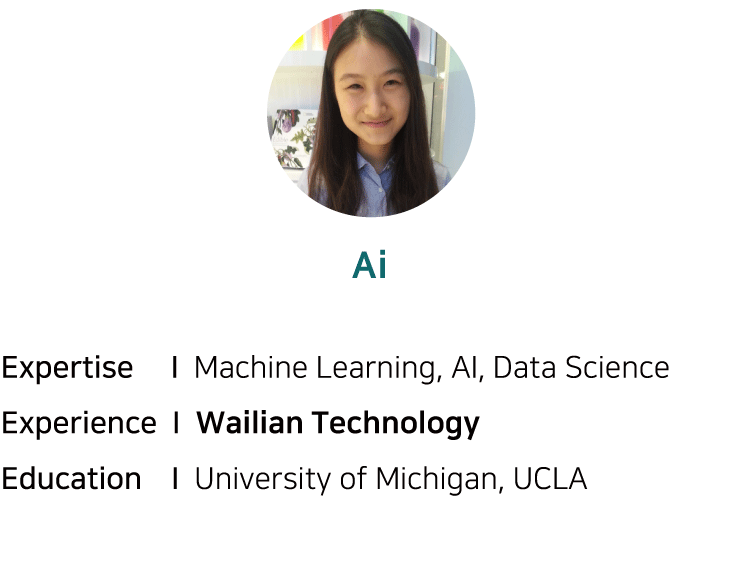 Ai
Expertise I Machine Learning, AI, Data Science
Experience I Wailian Technology
Education I University of Michigan, UCLA